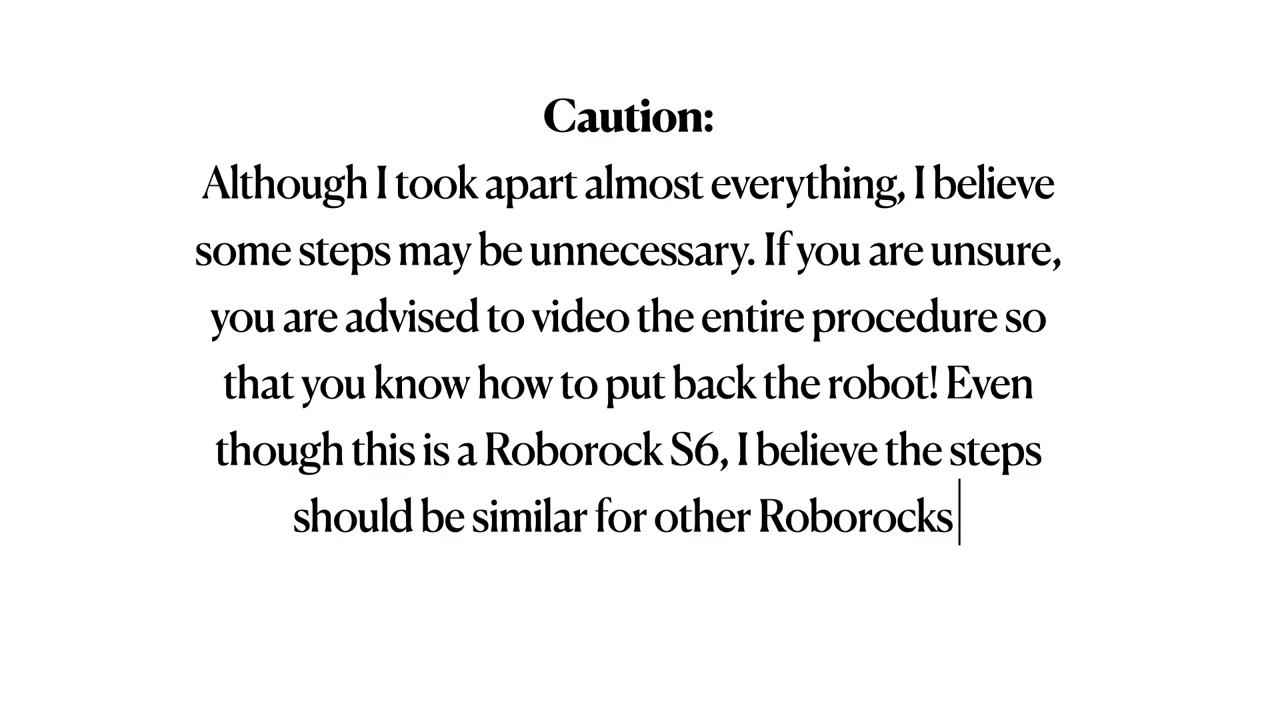 Caution:
Although I took apart almost everything, I believe
some steps may be unnecessary. If you are unsure,
you are advised to video the entire procedure so
that you know how to put back the robot! Even
though this is a Roborock S6, I believe the steps
should be similar for other Roborocks